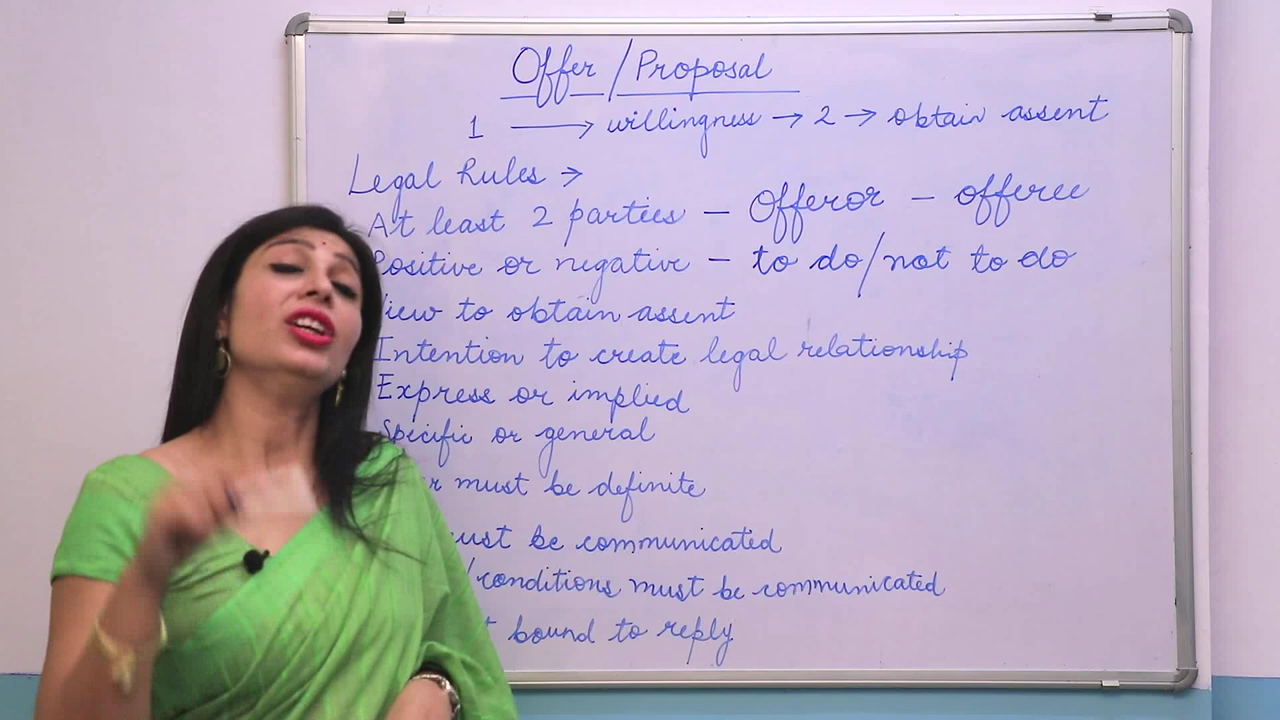 Offer / Proposal
1 → willingness → 2 → obtain assent
Legal Rules →
At least 2 parties – Offeror – offeree
Positive or negative – to do/not to do
View to obtain assent
Intention to create legal relationship
Express or implied
Specific or general
must be definite
must be communicated
/conditions must be communicated
bound to reply